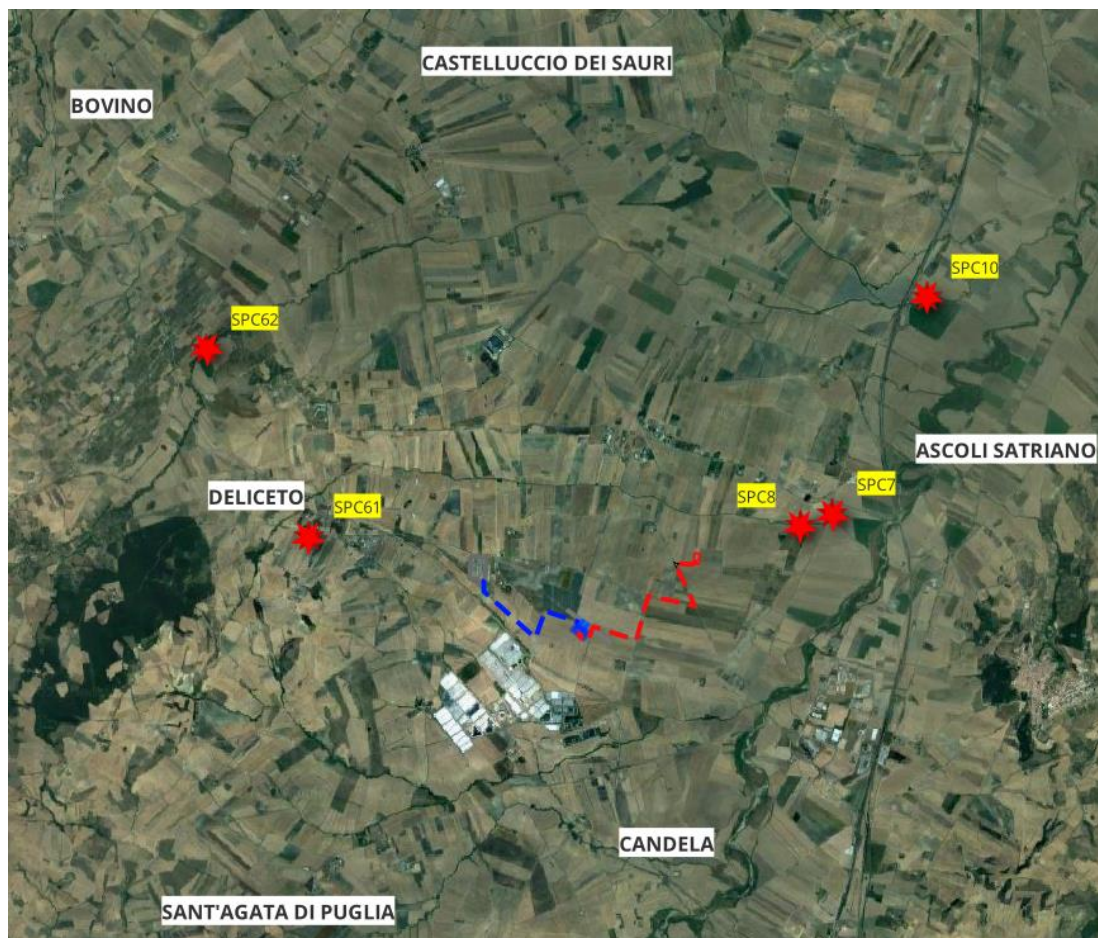 CASTELLUCCIO DEI SAURI
BOVINO
SPC10
SPC62
ASCOLI SATRIANO
SPC7
SPC8
DELICETO
SPC61
CANDELA
SANT'AGATA DI PUGLIA